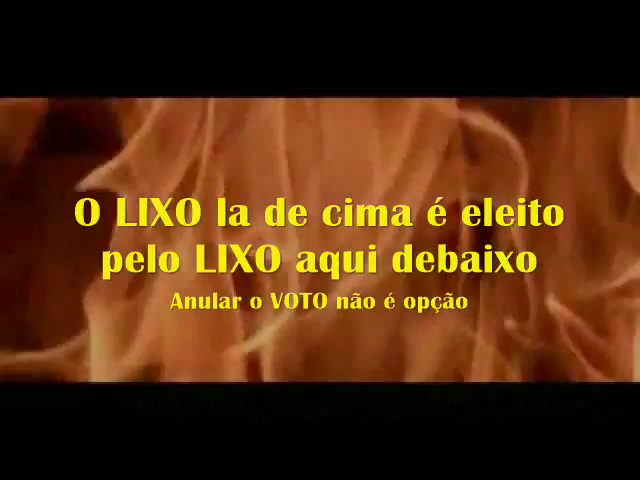 O LIXO la de cima é eleito
pelo LIXO aqui debaixo
Anular o VOTO não é opção